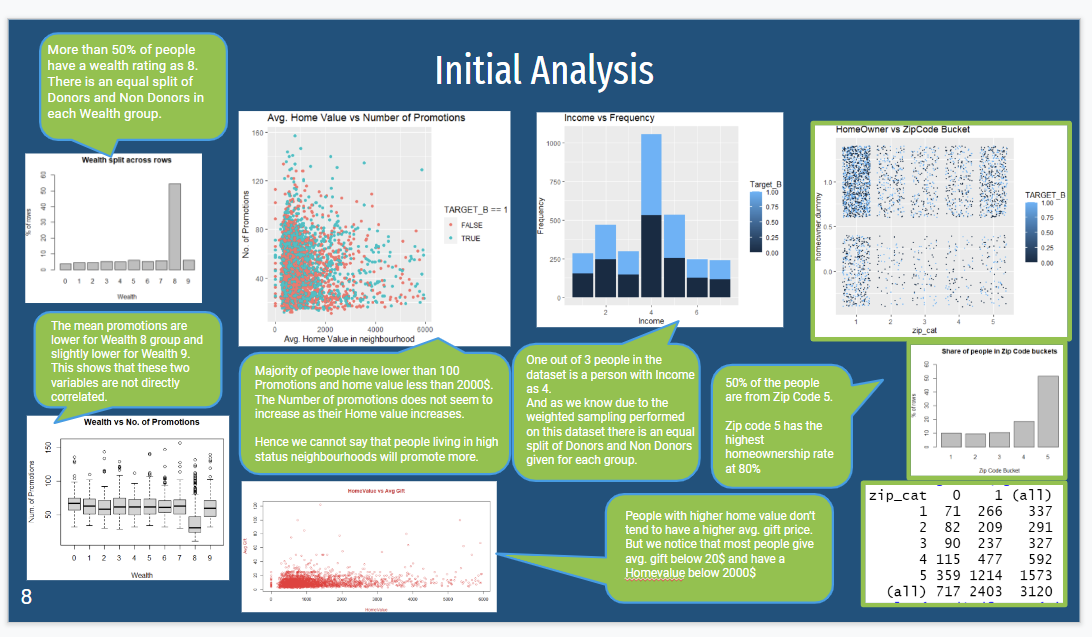 Initial Analysis
More than 50% of people
have a wealth rating as 8.
There is an equal split of
Donors and Non Donors in
each Wealth group.
Wealth split across rows
% of rows
60
50
40
30
20
10
0
0 1 2 3 4 5 6 7 8 9
Wealth
The mean promotions are
lower for Wealth 8 group and
slightly lower for Wealth 9.
This shows that these two
variables are not directly
correlated.
Wealth vs No. of Promotions
Num. of Promotions
150
100
50
0 1 2 3 4 5 6 7 8 9
Wealth
Avg. Home Value vs Number of Promotions
No. of Promotions
160
120
80
40
0 2000 4000 6000
Avg. Home Value in neighbourhood
TARGET_B == 1
FALSE
TRUE
Majority of people have lower than 100
Promotions and home value less than 2000$.
The Number of promotions does not seem to
increase as their Home value increases.
Hence we cannot say that people living in high
status neighbourhoods will promote more.
HomeValue vs Avg Gift
Avg Gift
120
100
80
60
40
20
0
0 1000 2000 3000 4000 5000 6000
HomeValue
Income vs Frequency
Frequency
1000
750
500
250
0
2 4 6
Income
Target_B
1.00
0.75
0.50
0.25
0.00
One out of 3 people in the
dataset is a person with Income
as 4.
And as we know due to the
weighted sampling performed
on this dataset there is an equal
split of Donors and Non Donors
given for each group.
People with higher home value don't
tend to have a higher avg. gift price.
But we notice that most people give
avg. gift below 20$ and have a
Homevalue below 2000$
HomeOwner vs ZipCode Bucket
homeowner dummy
1.0
0.5
0.0
1 2 3 4 5
zip_cat
TARGET_B
1.00
0.75
0.50
0.25
0.00
50% of the people
are from Zip Code 5.
Zip code 5 has the
highest
homeownership rate
at 80%
Share of people in Zip Code buckets
% of rows
60
50
40
30
20
10
0
1 2 3 4 5
Zip Code Bucket
zip_cat 0 1 (all)
1 71 266 337
2 82 209 291
3 90 237 327
4 115 477 592
5 359 1214 1573
(all) 717 2403 3120
8